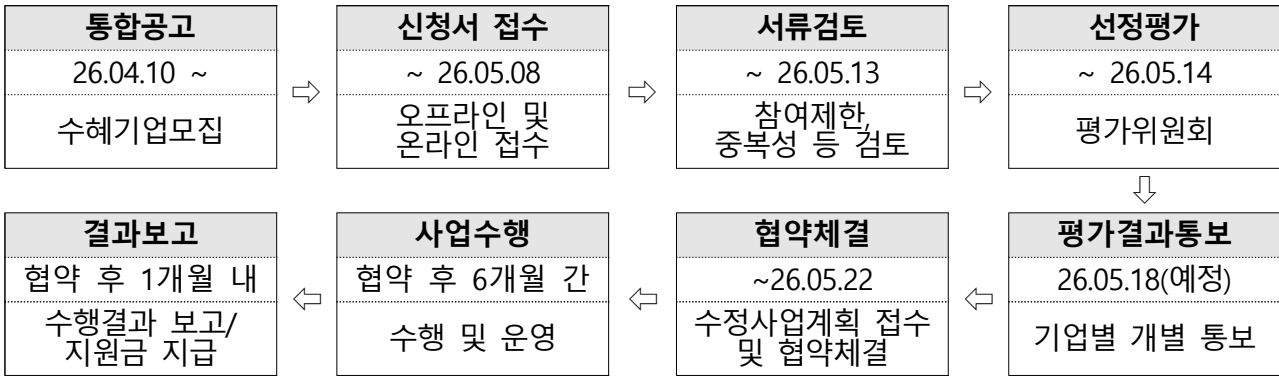 통합공고
26.04.10 ~
수혜기업모집
신청서 접수
~ 26.05.08
오프라인 및
온라인 접수
서류검토
~ 26.05.13
참여제한,
중복성 등 검토
선정평가
~ 26.05.14
평가위원회
평가결과통보
26.05.18(예정)
기업별 개별 통보
협약체결
~26.05.22
수정사업계획 접수
및 협약체결
사업수행
협약 후 6개월 간
수행 및 운영
결과보고
협약 후 1개월 내
수행결과 보고/
지원금 지급